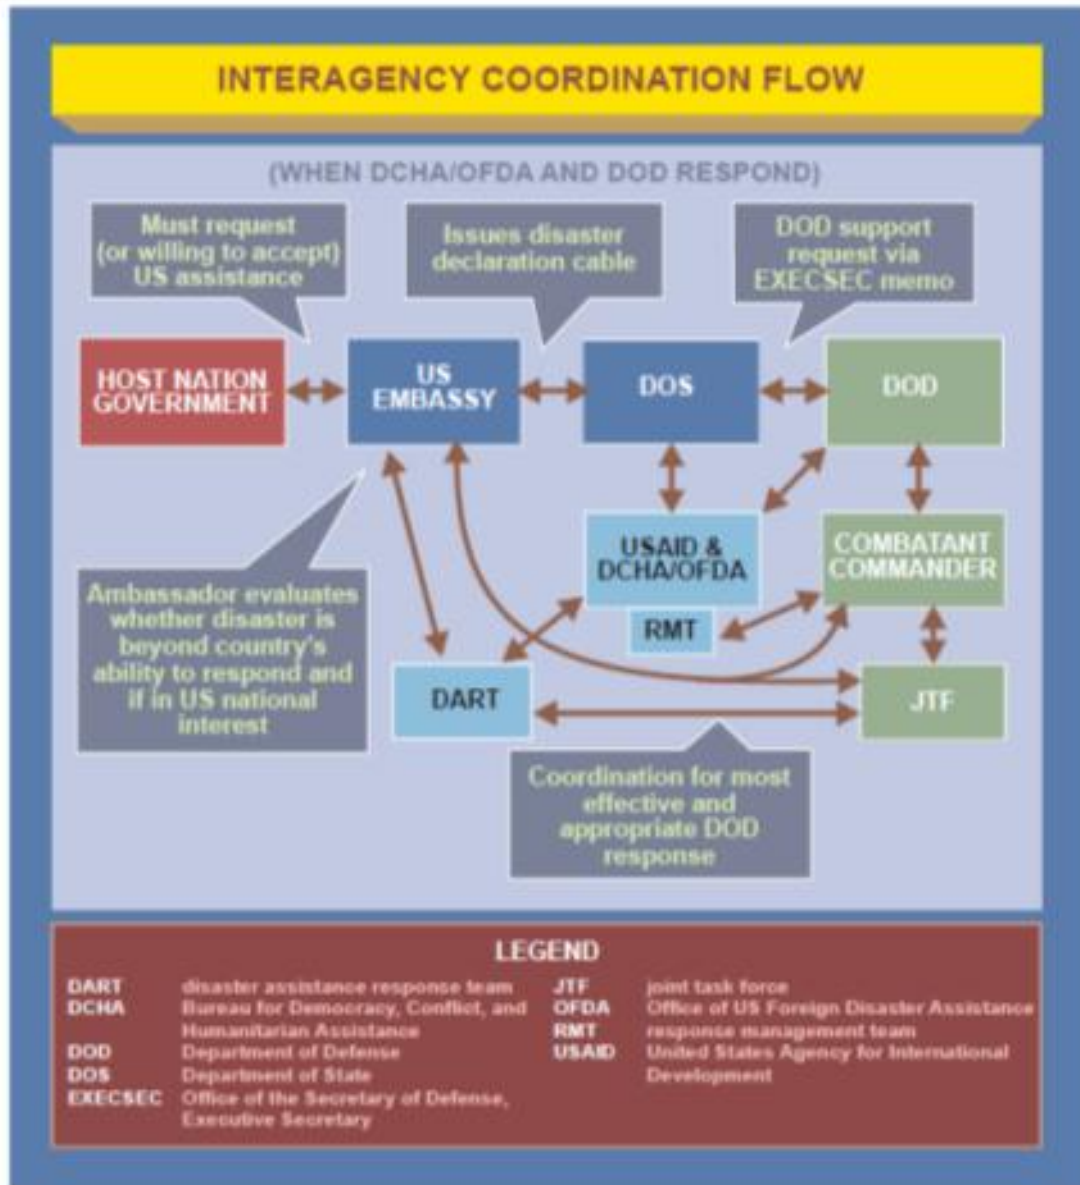 INTERAGENCY COORDINATION FLOW
(WHEN DCHA/OFDA AND DOD RESPOND)
Must request
(or willing to accept)
US assistance
Issues disaster
declaration cable
DOD support
request via
EXECSEC memo
HOST NATION
GOVERNMENT
US
EMBASSY
DOS
DOD
USAID &
DCHA/OFDA
COMBATANT
COMMANDER
RMT
Ambassador evaluates
whether disaster is
beyond country's
ability to respond and
if in US national
interest
DART
JTF
Coordination for most
effective and
appropriate DOD
response
LEGEND
DART disaster assistance response team
DCHA Bureau for Democracy, Conflict, and
Humanitarian Assistance
DOD Department of Defense
DOS Department of State
EXECSEC Office of the Secretary of Defense,
Executive Secretary
JTF joint task force
OFDA Office of US Foreign Disaster Assistance
RMT response management team
USAID United States Agency for International
Development